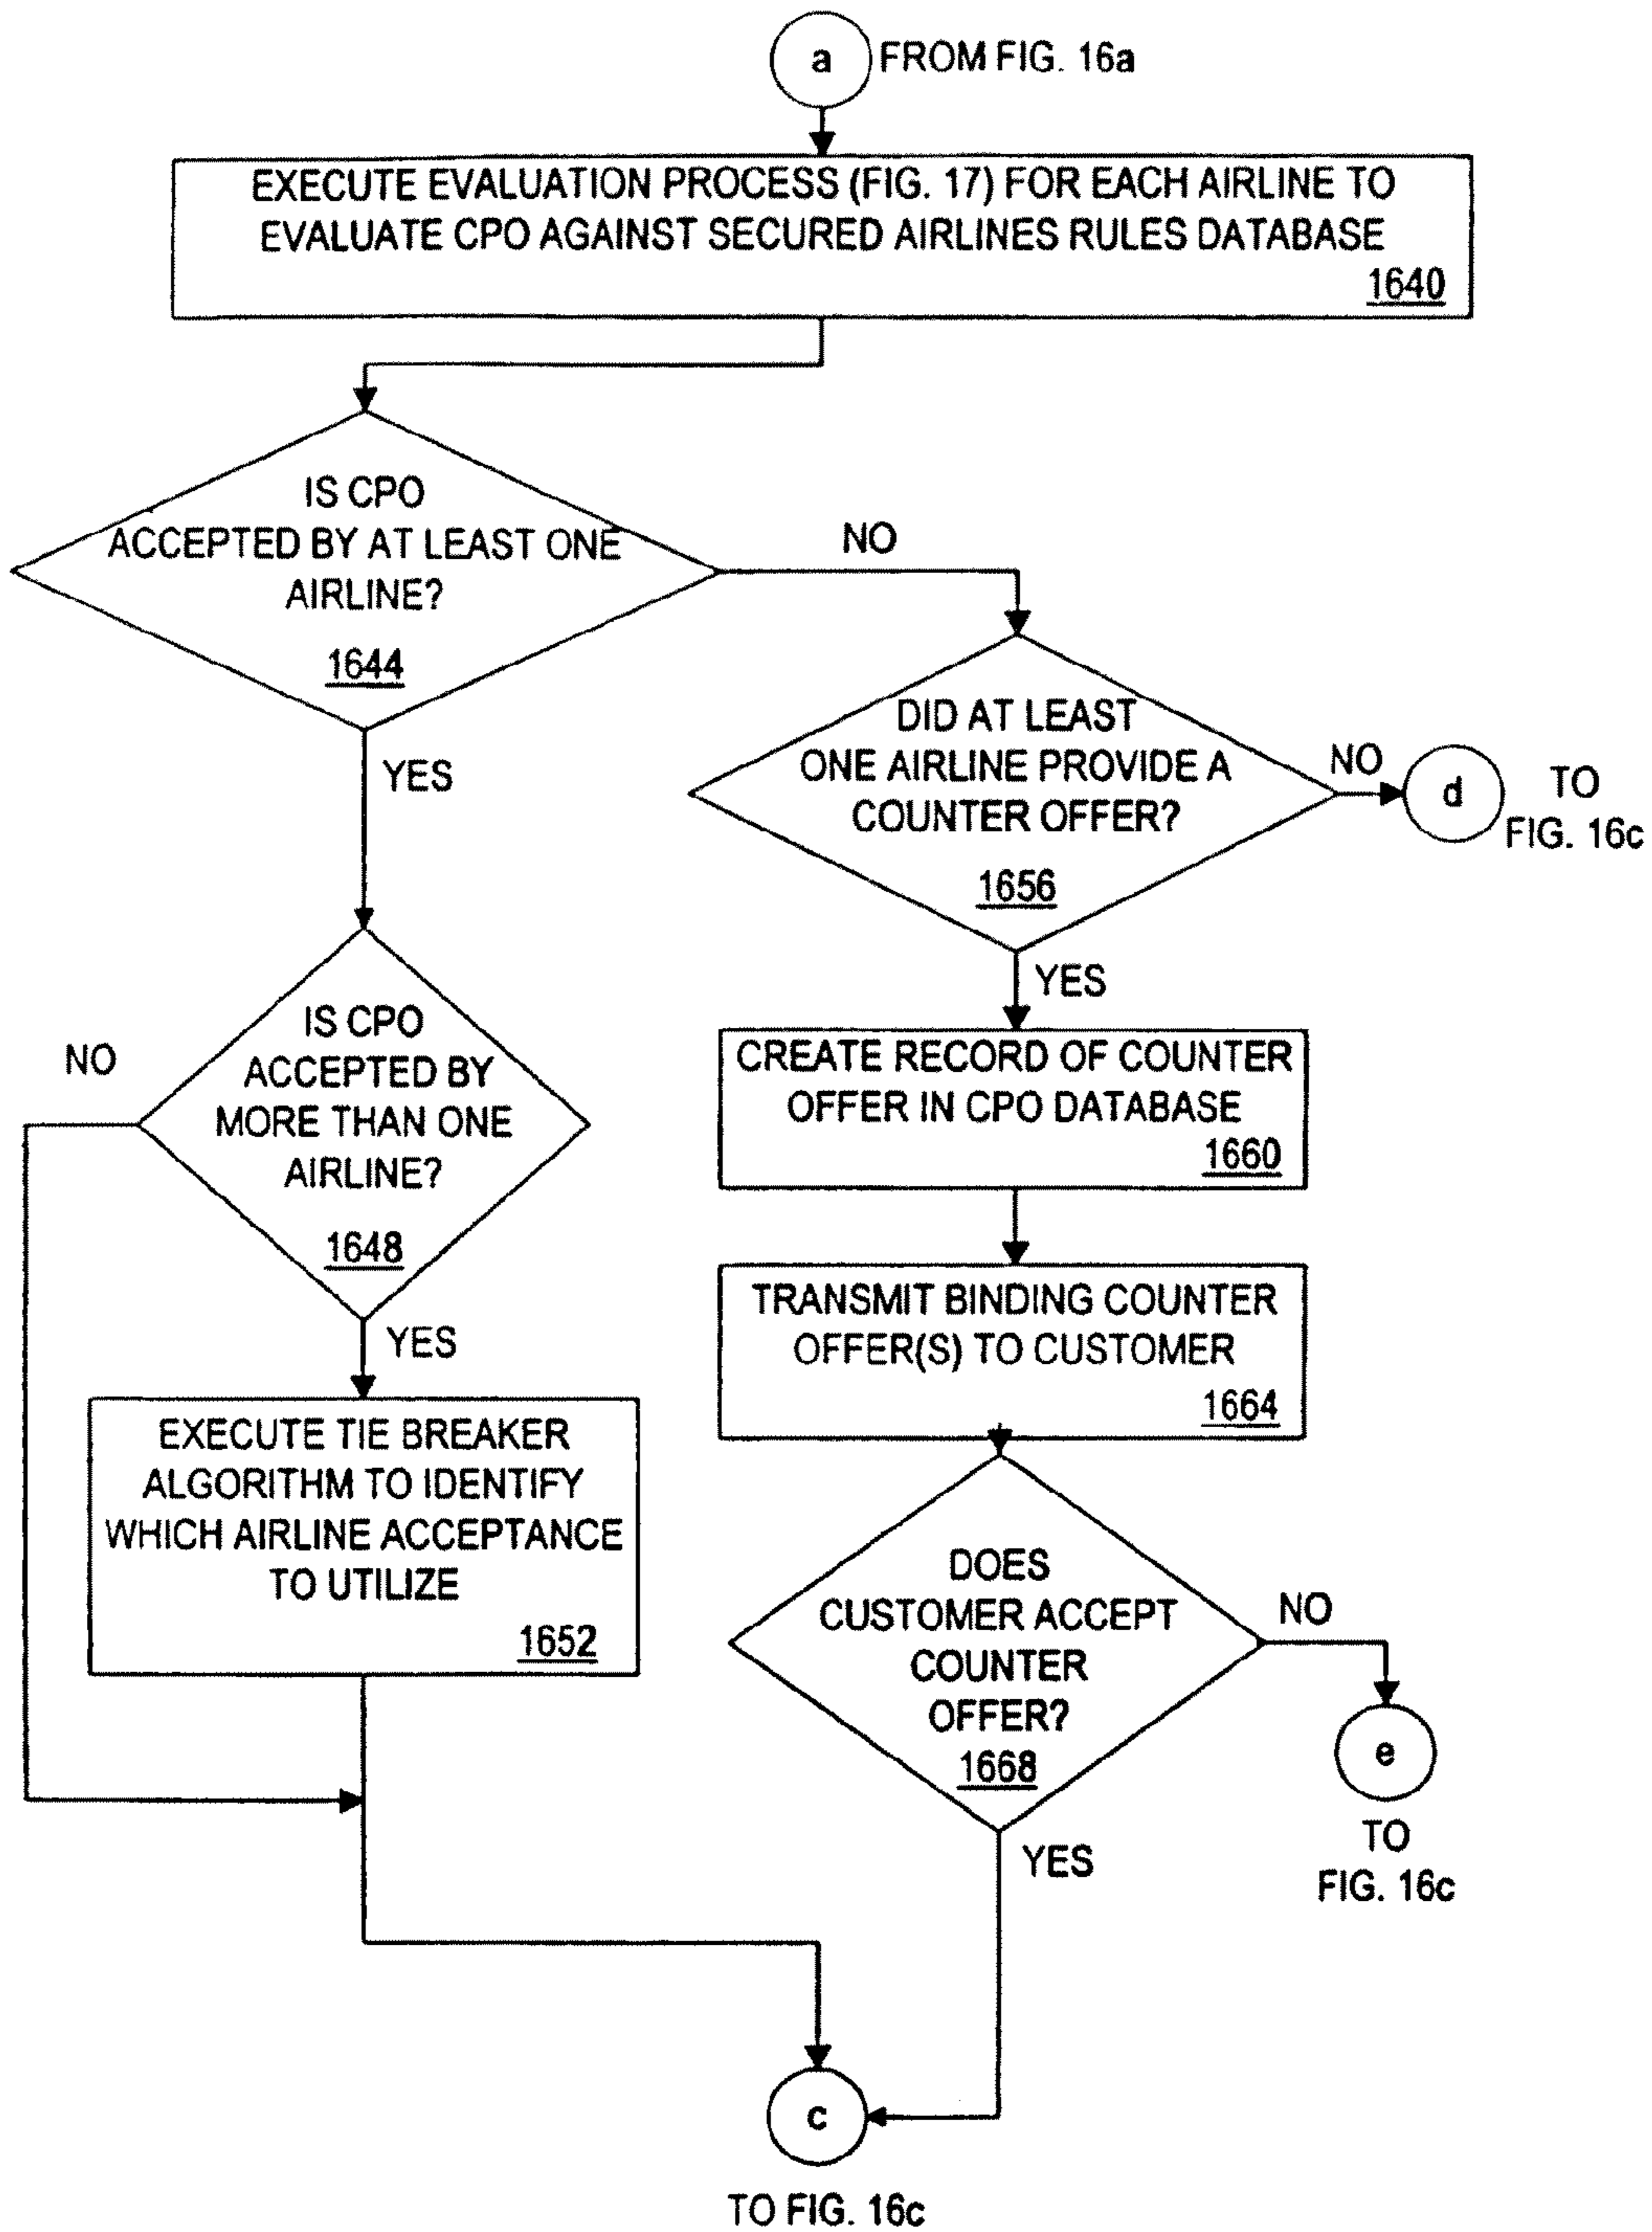 a FROM FIG. 16a
EXECUTE EVALUATION PROCESS (FIG. 17) FOR EACH AIRLINE TO
EVALUATE CPO AGAINST SECURED AIRLINES RULES DATABASE
1640
IS CPO
ACCEPTED BY AT LEAST ONE
AIRLINE?
1644
NO
YES
DID AT LEAST
ONE AIRLINE PROVIDE A
COUNTER OFFER?
1656
NO
d
TO
FIG. 16c
YES
IS CPO
ACCEPTED BY
MORE THAN ONE
AIRLINE?
1648
NO
YES
CREATE RECORD OF COUNTER
OFFER IN CPO DATABASE
1660
TRANSMIT BINDING COUNTER
OFFER(S) TO CUSTOMER
1664
EXECUTE TIE BREAKER
ALGORITHM TO IDENTIFY
WHICH AIRLINE ACCEPTANCE
TO UTILIZE
1652
DOES
CUSTOMER ACCEPT
COUNTER
OFFER?
1668
NO
e
TO
FIG. 16c
YES
c
TO FIG. 16c